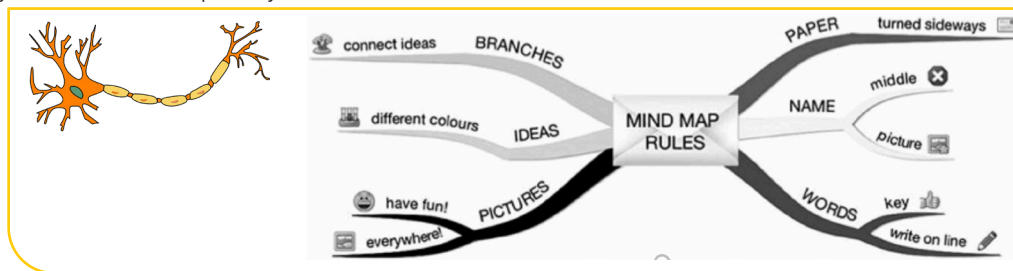 MIND MAP
RULES
PAPER
turned sideways
NAME
middle
picture
WORDS
key
write on line
PICTURES
have fun!
everywhere!
IDEAS
different colours
BRANCHES
connect ideas